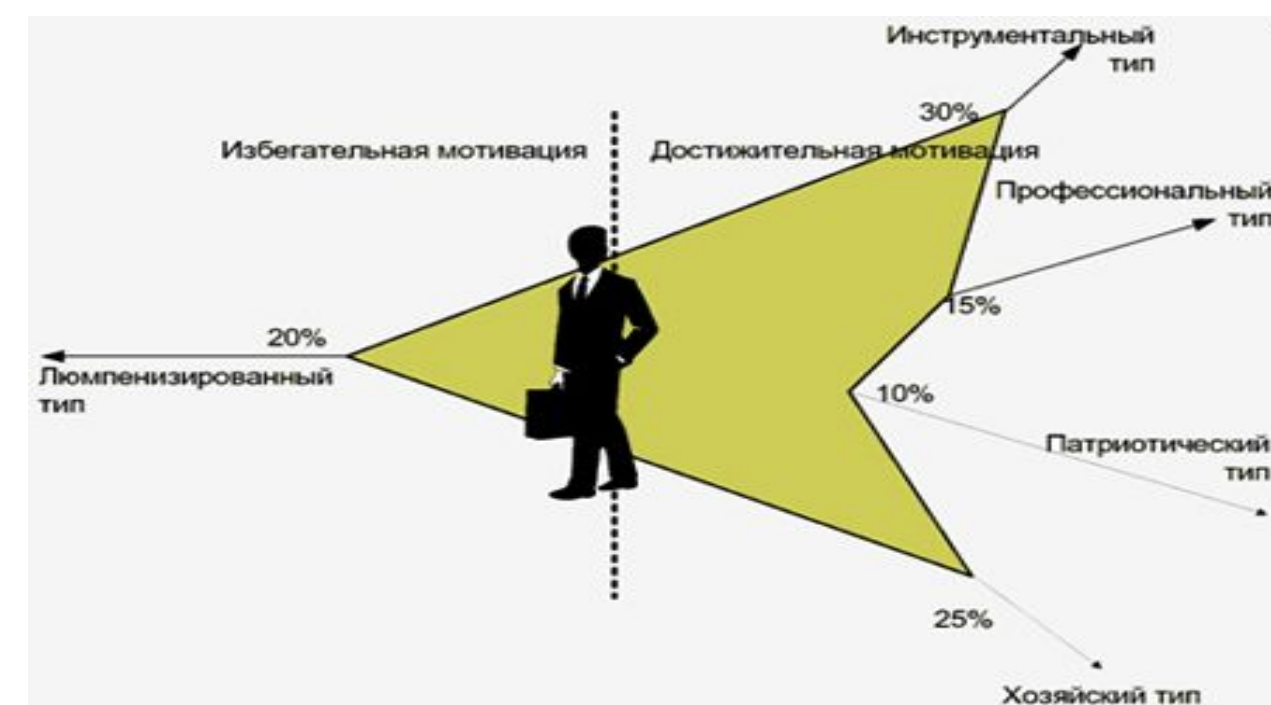 Инструментальный
тип
30%
Избегательная мотивация
Достижительная мотивация
Профессиональный
тип
15%
20%
Люмпенизированный
тип
10%
Патриотический
тип
25%
Хозяйский тип